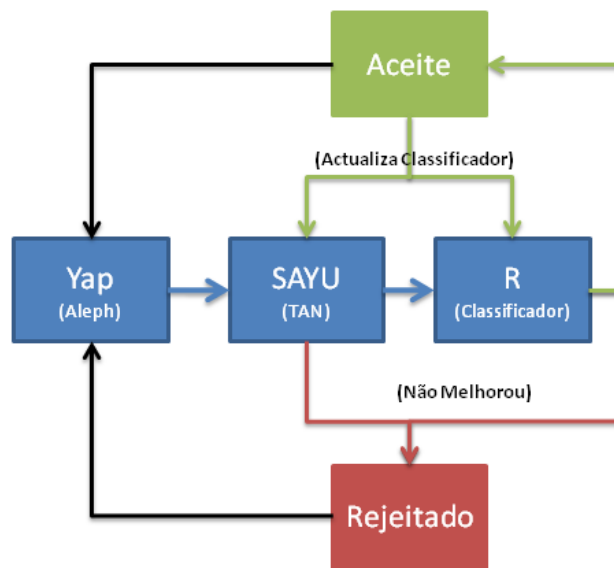 Aceite
(Actualiza Classificador)
Yap
(Aleph)
SAYU
(TAN)
R
(Classificador)
(Não Melhorou)
Rejeitado